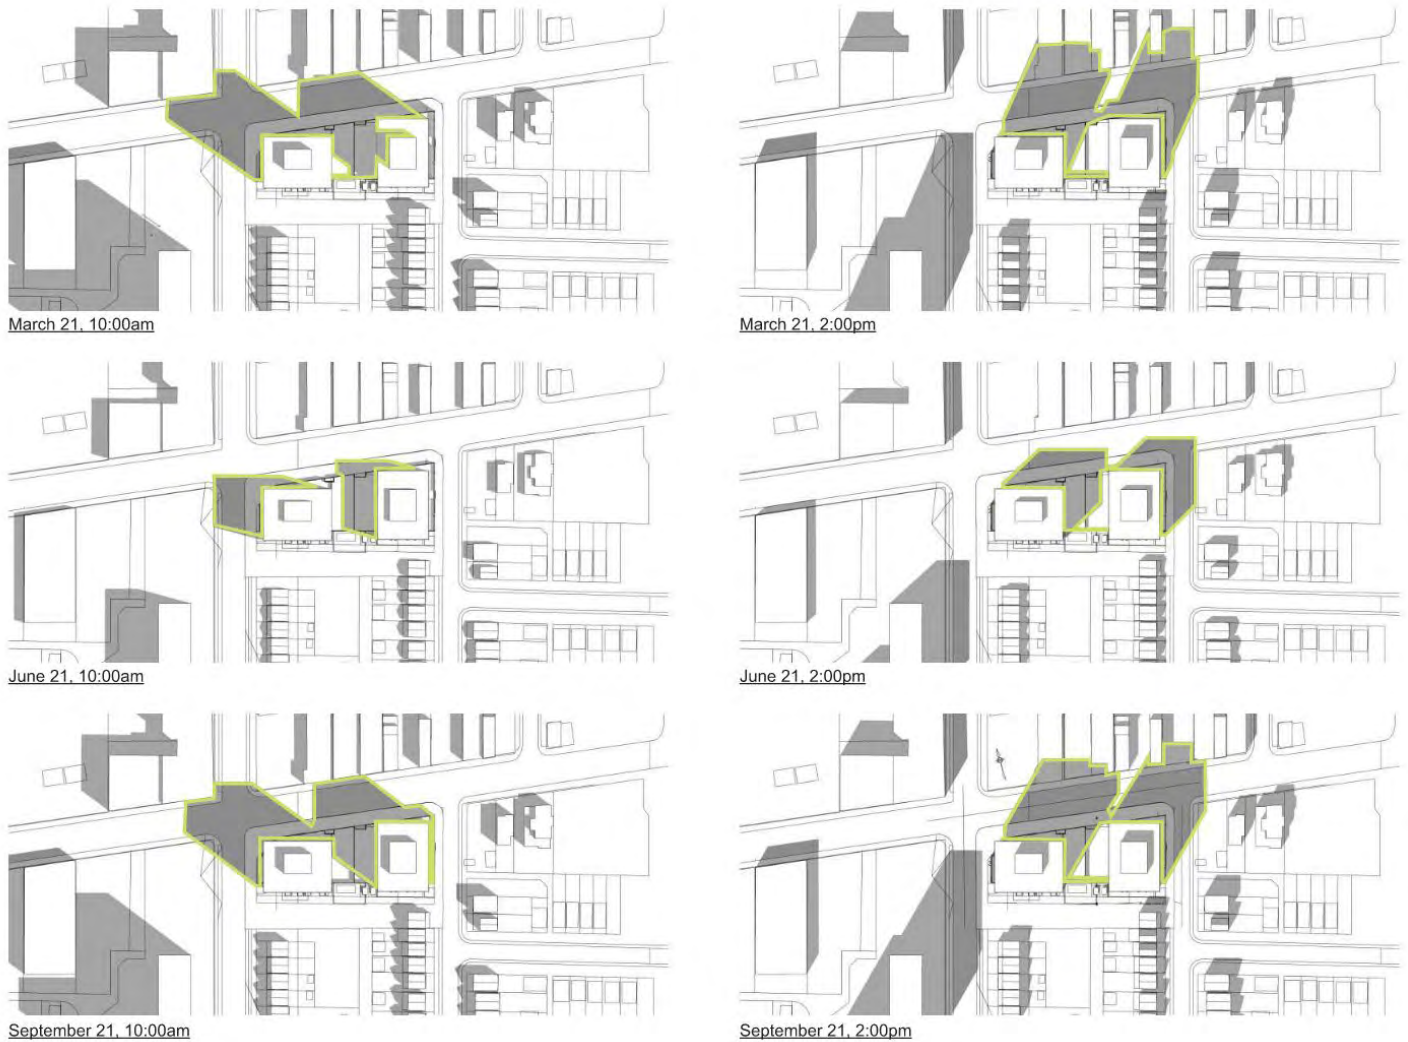 March 21, 10:00am
March 21, 2:00pm
June 21, 10:00am
June 21, 2:00pm
September 21, 10:00am
September 21, 2:00pm